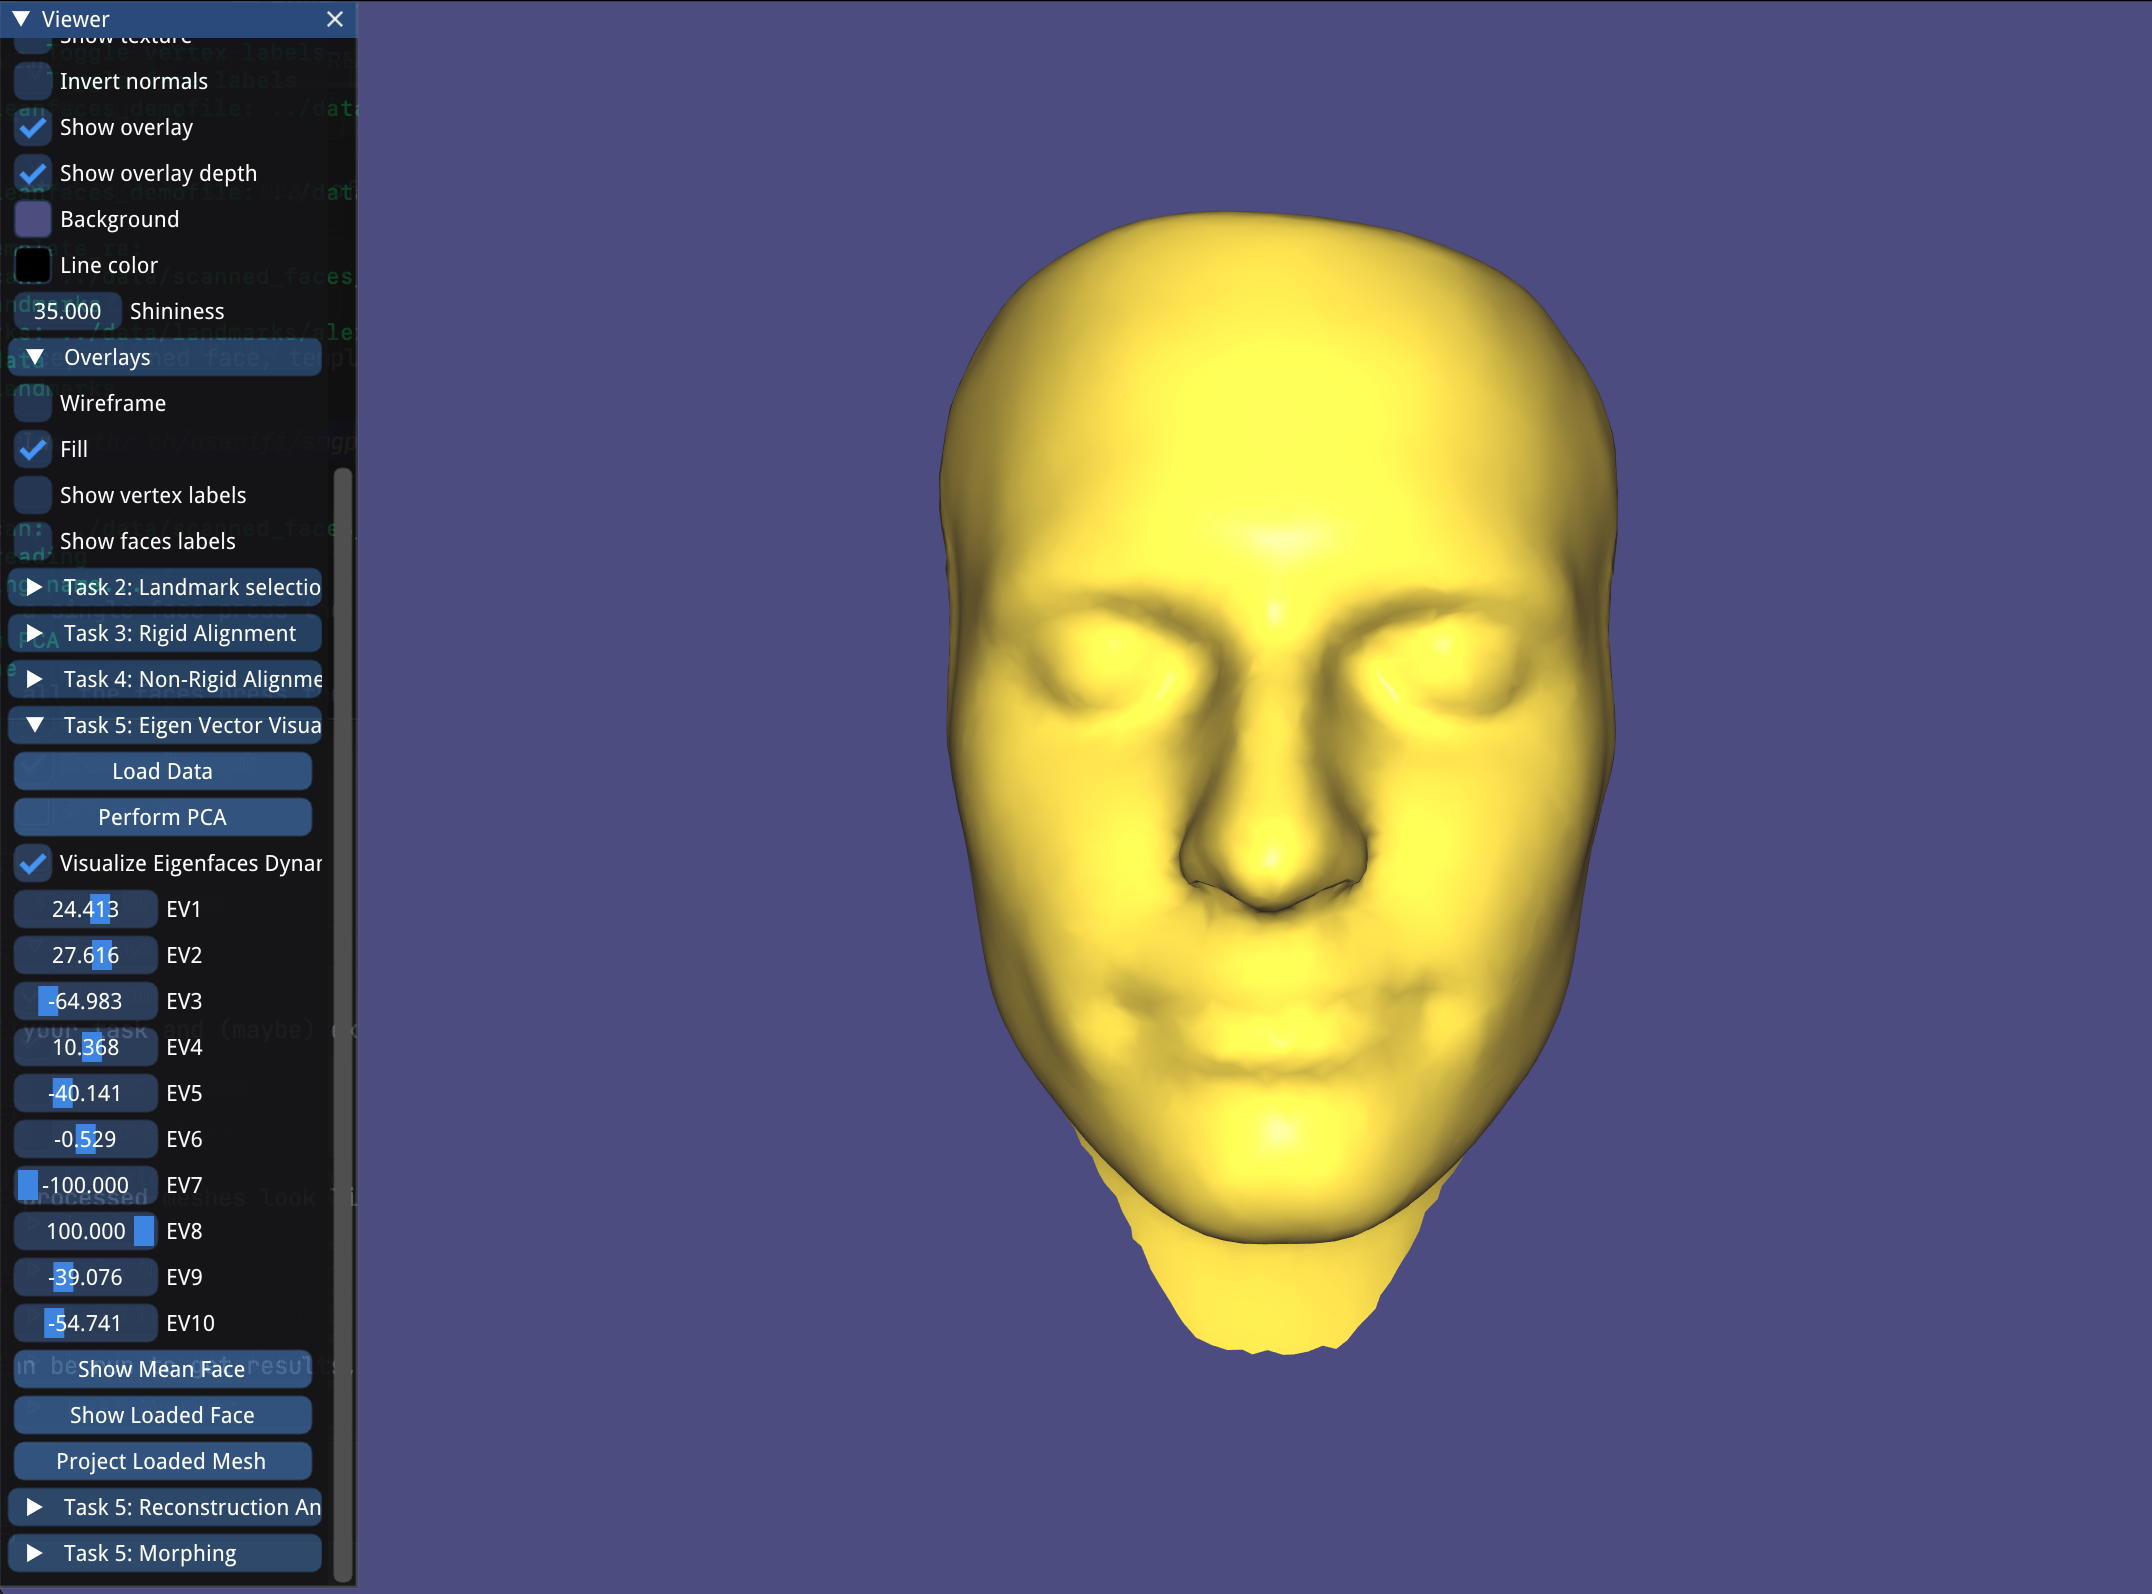 Viewer
Show texture
Invert normals
Show overlay
Show overlay depth
Background
Line color
35.000 Shininess
Overlays
Wireframe
Fill
Show vertex labels
Show faces labels
Task 2: Landmark selectio
Task 3: Rigid Alignment
Task 4: Non-Rigid Alignme
Task 5: Eigen Vector Visua
Load Data
Perform PCA
Visualize Eigenfaces Dynar
24.413 EV1
27.616 EV2
-64.983 EV3
10.368 EV4
-40.141 EV5
-0.529 EV6
-100.000 EV7
100.000 EV8
-39.076 EV9
-54.741 EV10
Show Mean Face
Show Loaded Face
Project Loaded Mesh
Task 5: Reconstruction An
Task 5: Morphing